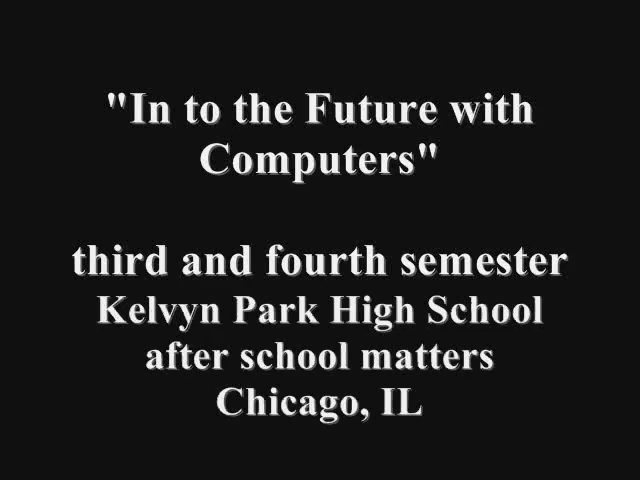 "In to the Future with
Computers"
third and fourth semester
Kelvyn Park High School
after school matters
Chicago, IL